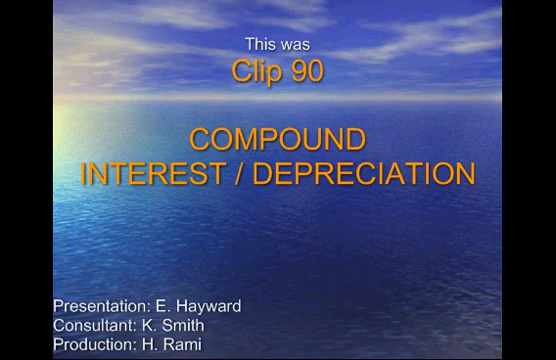 This was
Clip 90
COMPOUND
INTEREST / DEPRECIATION
Presentation: E. Hayward
Consultant: K. Smith
Production: H. Rami